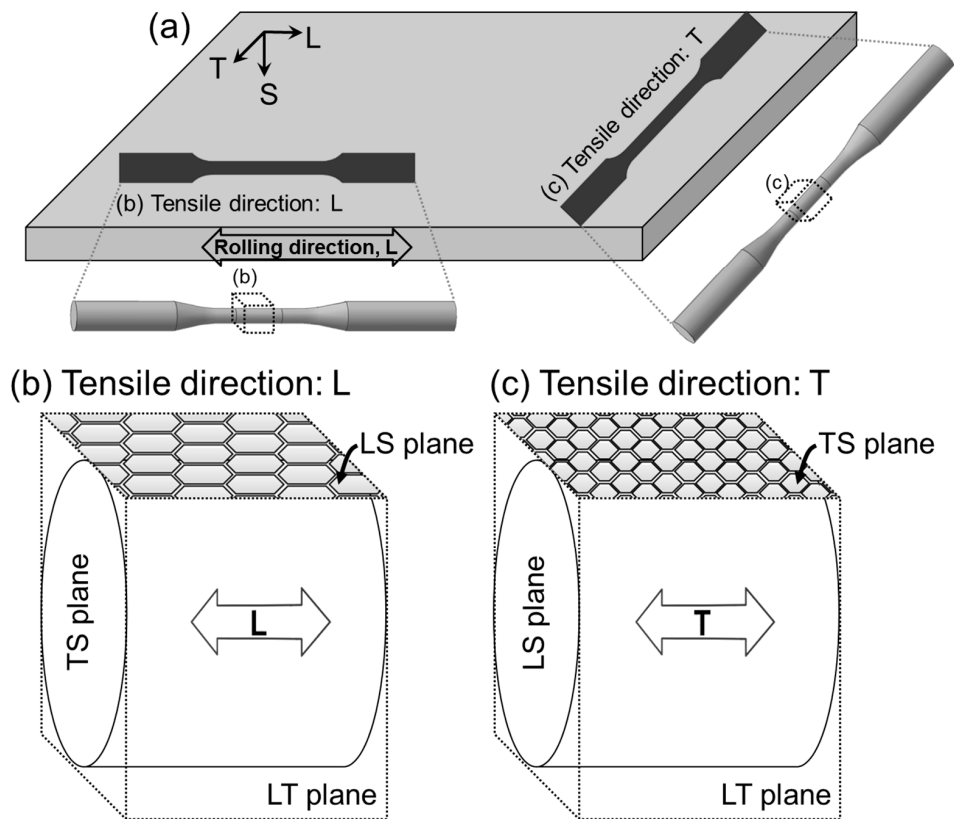 (a)
L
T
S
(c) Tensile direction: T
(b) Tensile direction: L
Rolling direction, L
(c)
(b)
(b) Tensile direction: L
(c) Tensile direction: T
LS plane
TS plane
TS plane
L
LS plane
T
LT plane
LT plane